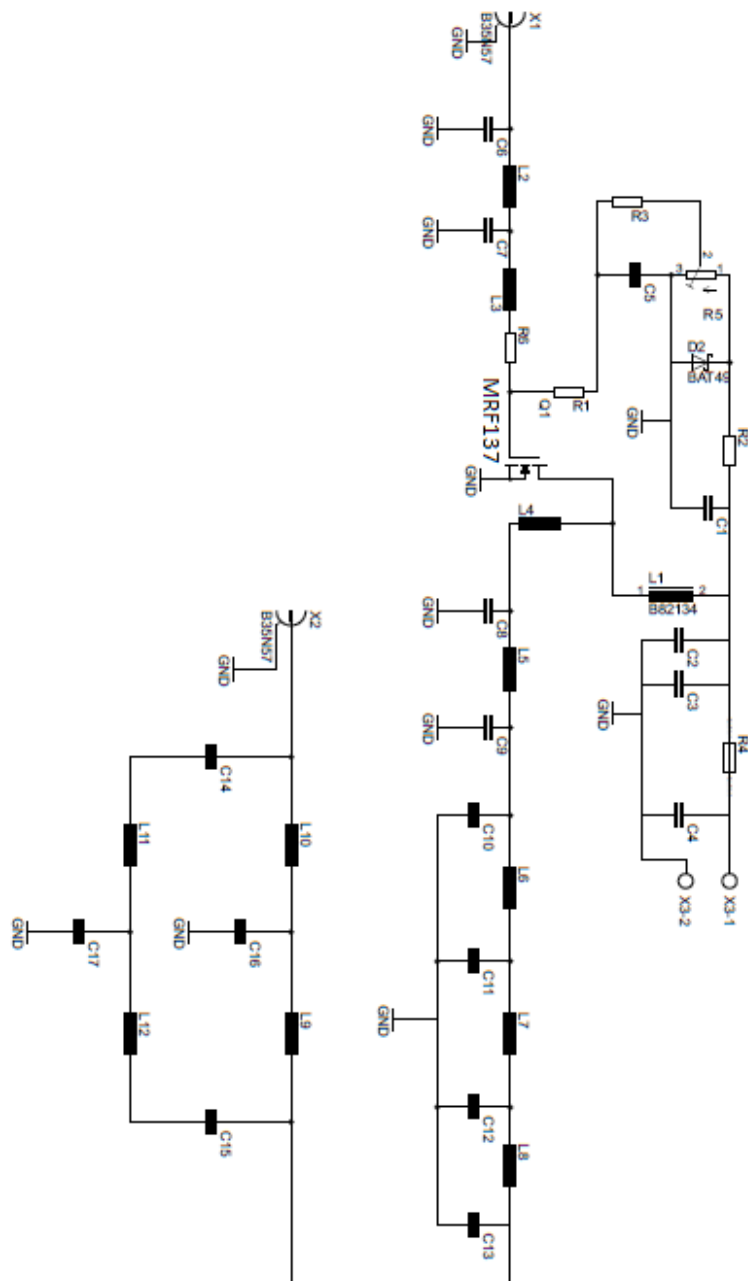 X1
B35N57
GND
GND
C6
L2
GND
C7
L3
R6
R3
2
3
1
C5
R5
D2
BAT49
R1
Q1
MRF137
GND
GND
R2
C1
L4
L1
1
2
B82134
GND
C8
L5
GND
C9
C2
C3
GND
R4
C4
X3-2
X3-1
X2
B35N57
GND
C14
L11
L10
GND
C17
GND
C16
L12
L9
C15
C10
L6
C11
GND
L7
C12
L8
C13